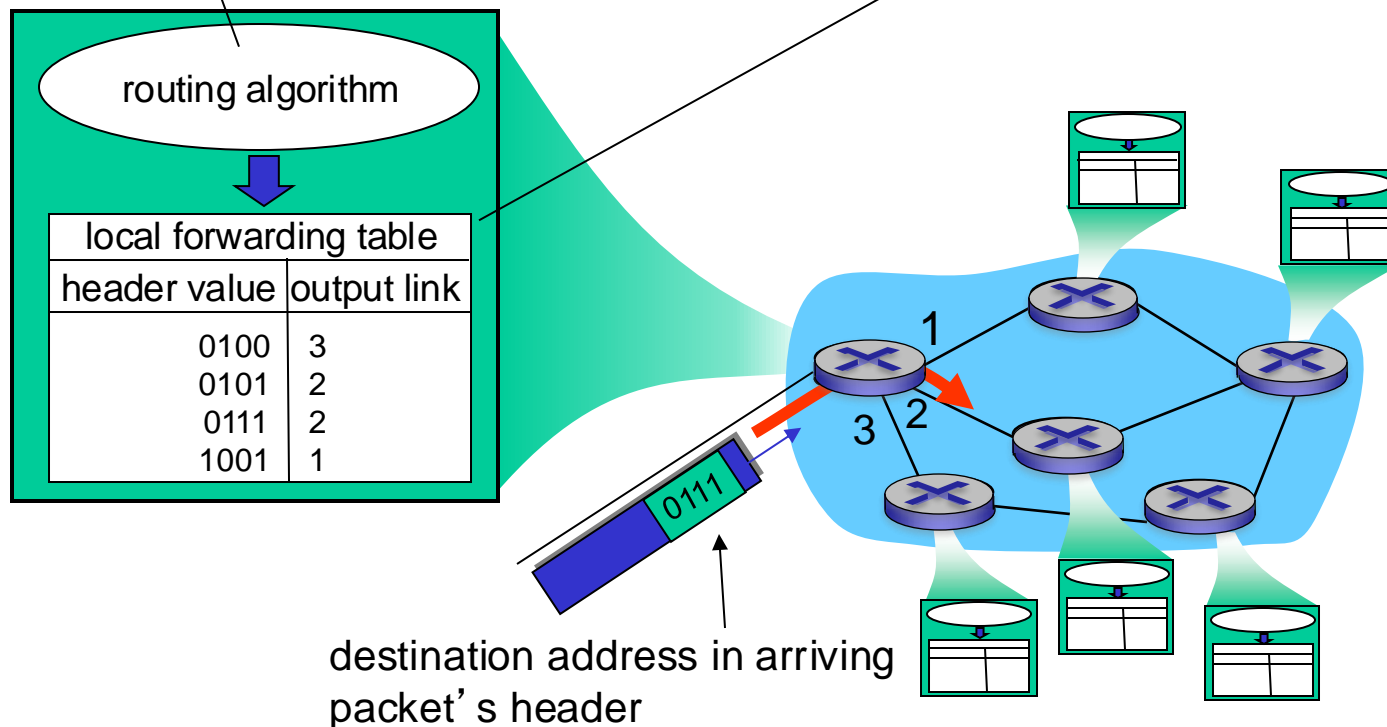 routing algorithm
local forwarding table
header value output link
0100 3
0101 2
0111 2
1001 1
1
2
3
0111
destination address in arriving
packet’ s header